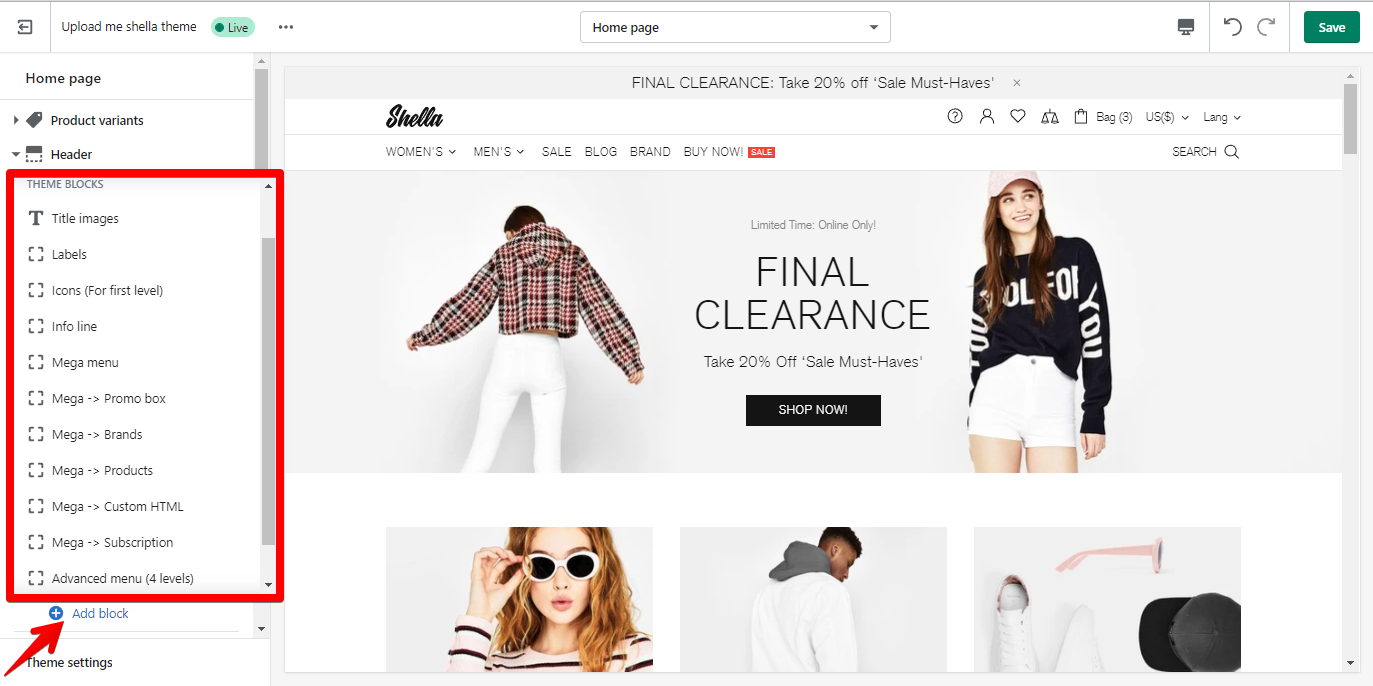 Upload me shella theme
Live
Home page
Save
Home page
Product variants
Header
THEME BLOCKS
Title images
Labels
Icons (For first level)
Info line
Mega menu
Mega -> Promo box
Mega -> Brands
Mega -> Products
Mega -> Custom HTML
Mega -> Subscription
Advanced menu (4 levels)
Add block
Theme settings
FINAL CLEARANCE: Take 20% off ‘Sale Must-Haves’
Shella
Bag (3) US($) Lang
WOMEN'S MEN'S SALE BLOG BRAND BUY NOW! SALE
SEARCH
Limited Time: Online Only!
FINAL
CLEARANCE
Take 20% Off ‘Sale Must-Haves’
SHOP NOW!
YOU